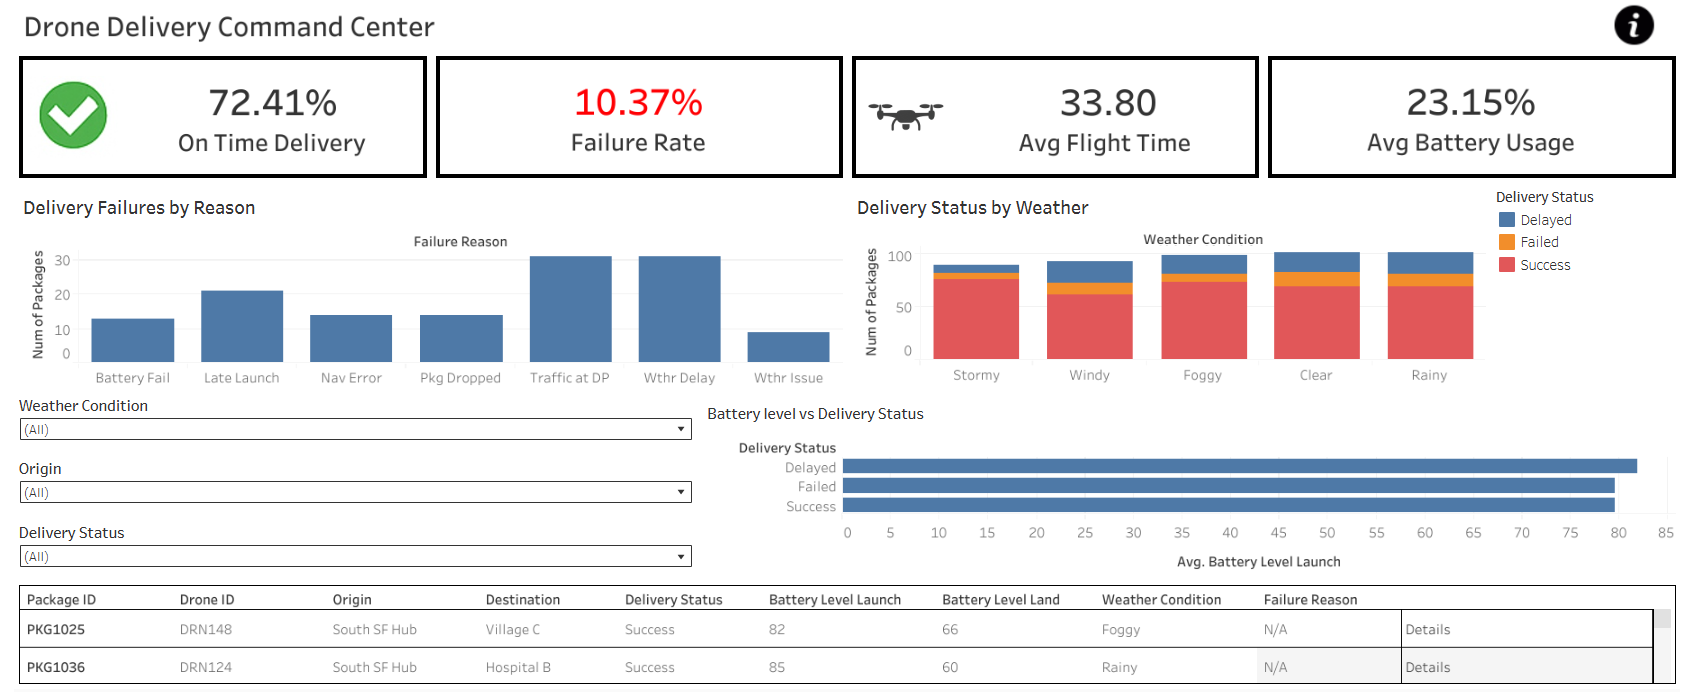 Drone Delivery Command Center
i
72.41%
On Time Delivery
10.37%
Failure Rate
33.80
Avg Flight Time
23.15%
Avg Battery Usage
Delivery Failures by Reason
Failure Reason
Num of Packages
30
20
10
0
Battery Fail
Late Launch
Nav Error
Pkg Dropped
Traffic at DP
Wthr Delay
Wthr Issue
Delivery Status by Weather
Weather Condition
Num of Packages
100
50
0
Stormy
Windy
Foggy
Clear
Rainy
Delivery Status
Delayed
Failed
Success
Weather Condition
(All)
Origin
(All)
Delivery Status
(All)
Battery level vs Delivery Status
Delivery Status
Delayed
Failed
Success
0 5 10 15 20 25 30 35 40 45 50 55 60 65 70 75 80 85
Avg. Battery Level Launch
Package ID Drone ID Origin Destination Delivery Status Battery Level Launch Battery Level Land Weather Condition Failure Reason
PKG1025 DRN148 South SF Hub Village C Success 82 66 Foggy N/A Details
PKG1036 DRN124 South SF Hub Hospital B Success 85 60 Rainy N/A Details